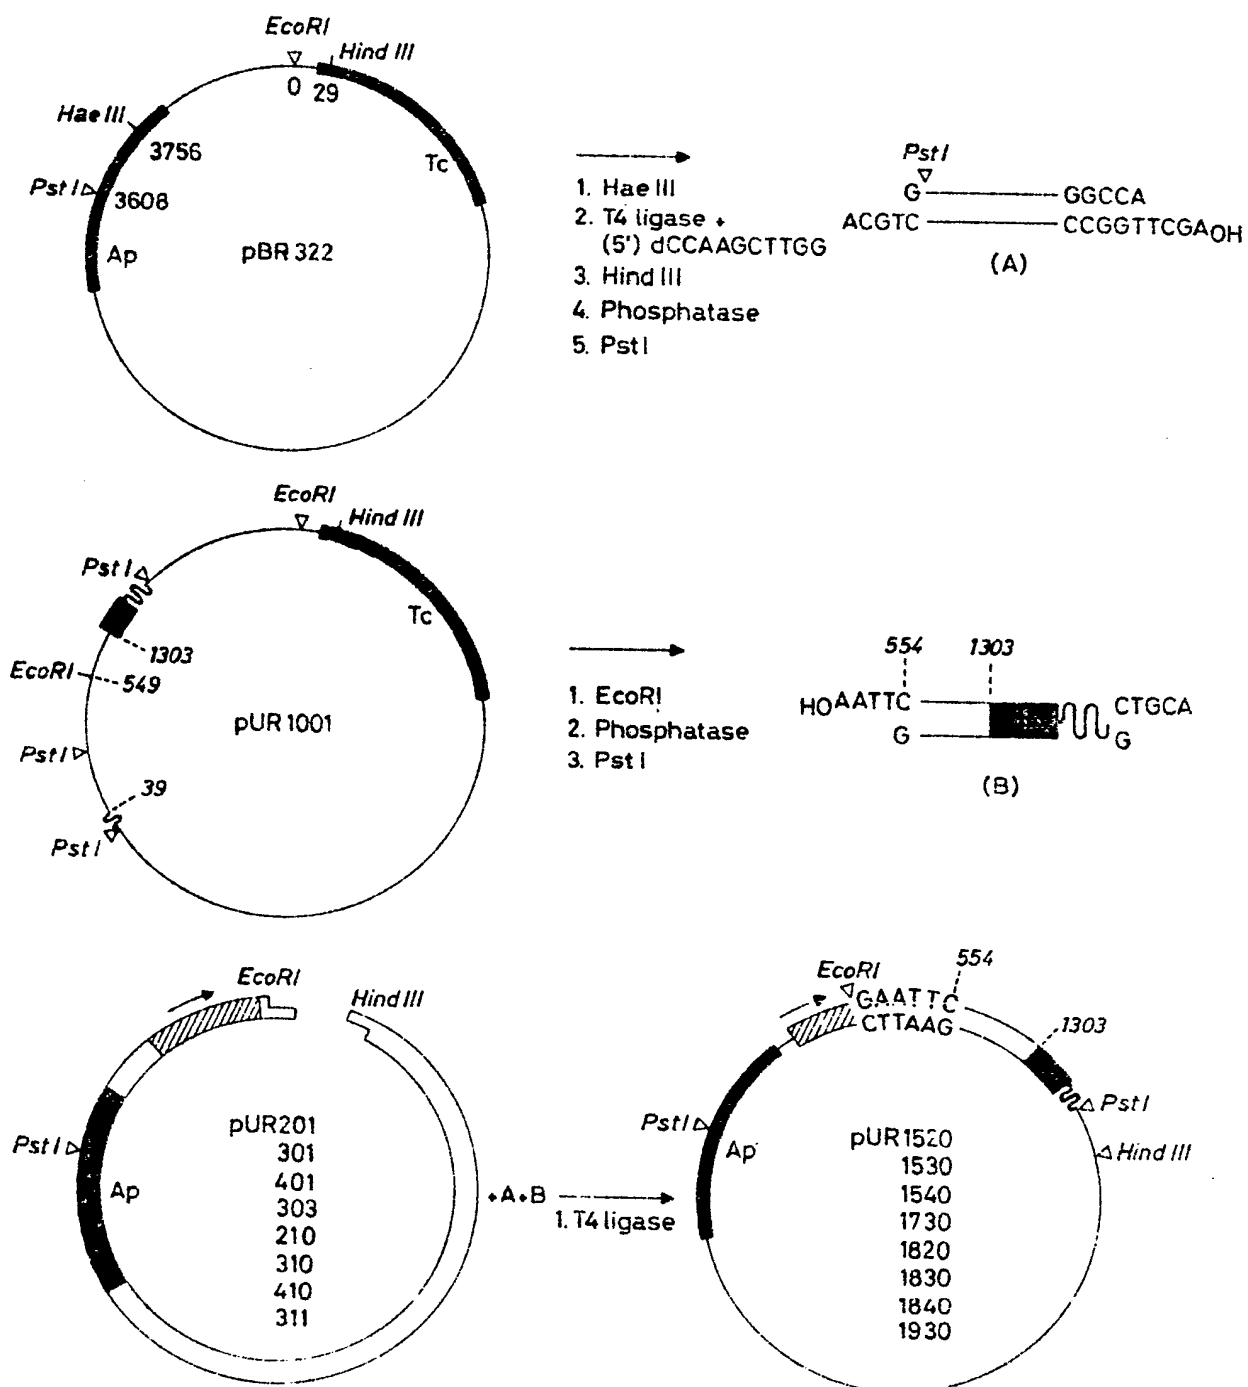 EcoRI
Hind III
0 29
Hae III
3756
Pst I
3608
Ap
Tc
pBR 322
1. Hae III
2. T4 ligase +
(5') dCCAAGCTTGG
3. Hind III
4. Phosphatase
5. Pst I
Pst I
G GGCCA
ACGTC CCGGTTCGAOH
(A)
EcoRI
Hind III
Pst I
Tc
1303
EcoRI
549
pUR 1001
Pst I
39
Pst I
1. EcoRI
2. Phosphatase
3. Pst I
554 1303
HOAATTC CTGCA
G G
(B)
EcoRI
Hind III
Pst I
Ap
pUR201
301
401
303
210
310
410
311
+A+B
1. T4 ligase
EcoRI
554
GAATTC
CTTAAG
1303
Pst I
Hind III
Pst I
Ap
pUR1520
1530
1540
1730
1820
1830
1840
1930